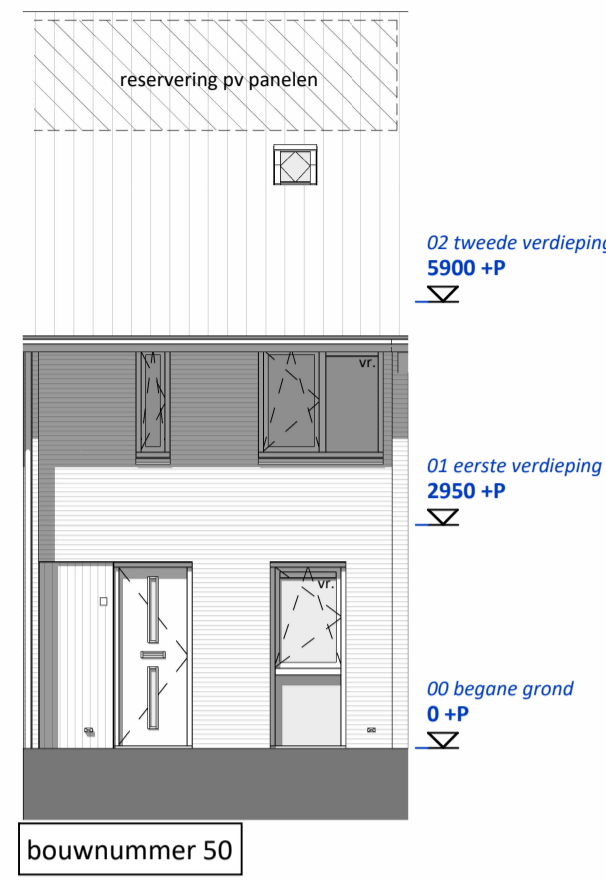 reservering pv panelen
02 tweede verdieping
5900 +P
vr.
01 eerste verdieping
2950 +P
vr.
00 begane grond
0 +P
bouwnummer 50